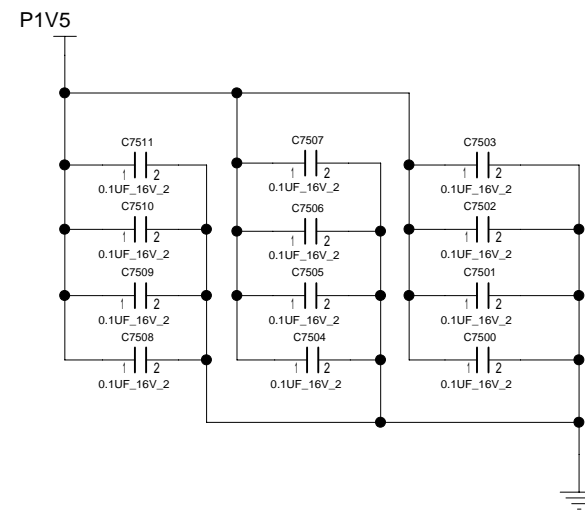 P1V5
C7511
1 2
0.1UF_16V_2
C7510
1 2
0.1UF_16V_2
C7509
1 2
0.1UF_16V_2
C7508
1 2
0.1UF_16V_2
C7507
1 2
0.1UF_16V_2
C7506
1 2
0.1UF_16V_2
C7505
1 2
0.1UF_16V_2
C7504
1 2
0.1UF_16V_2
C7503
1 2
0.1UF_16V_2
C7502
1 2
0.1UF_16V_2
C7501
1 2
0.1UF_16V_2
C7500
1 2
0.1UF_16V_2